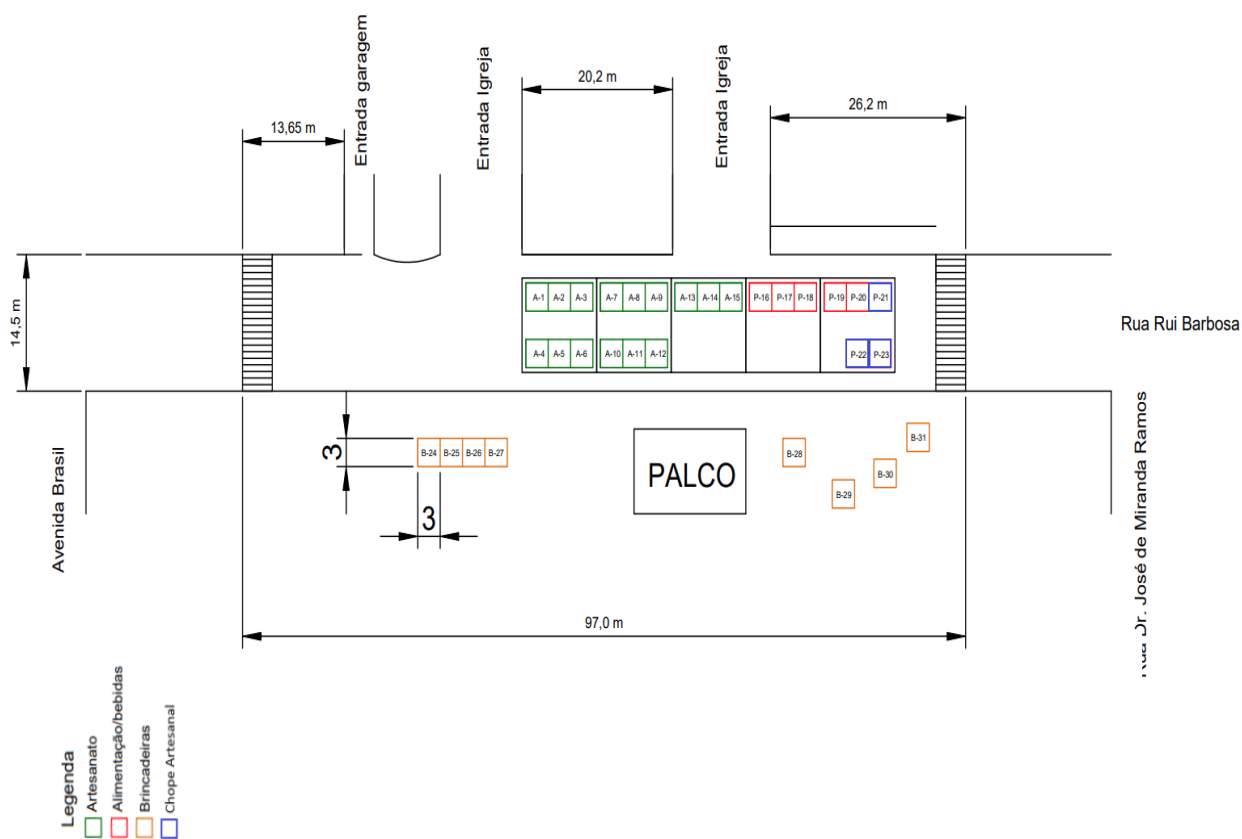 Entrada garagem
Entrada Igreja
Entrada Igreja
20,2 m
26,2 m
13,65 m
14,5 m
A-1 A-2 A-3 A-7 A-8 A-9 A-13 A-14 A-15 P-16 P-17 P-18 P-19 P-20 P-21
A-4 A-5 A-6 A-10 A-11 A-12 P-22 P-23
Rua Rui Barbosa
Avenida Brasil
3
B-24 B-25 B-26 B-27
3
PALCO
B-28
B-29
B-30
B-31
Rua Dr. José de Miranda Ramos
97,0 m
Legenda
Artesanato
Alimentação/bebidas
Brincadeiras
Chope Artesanal